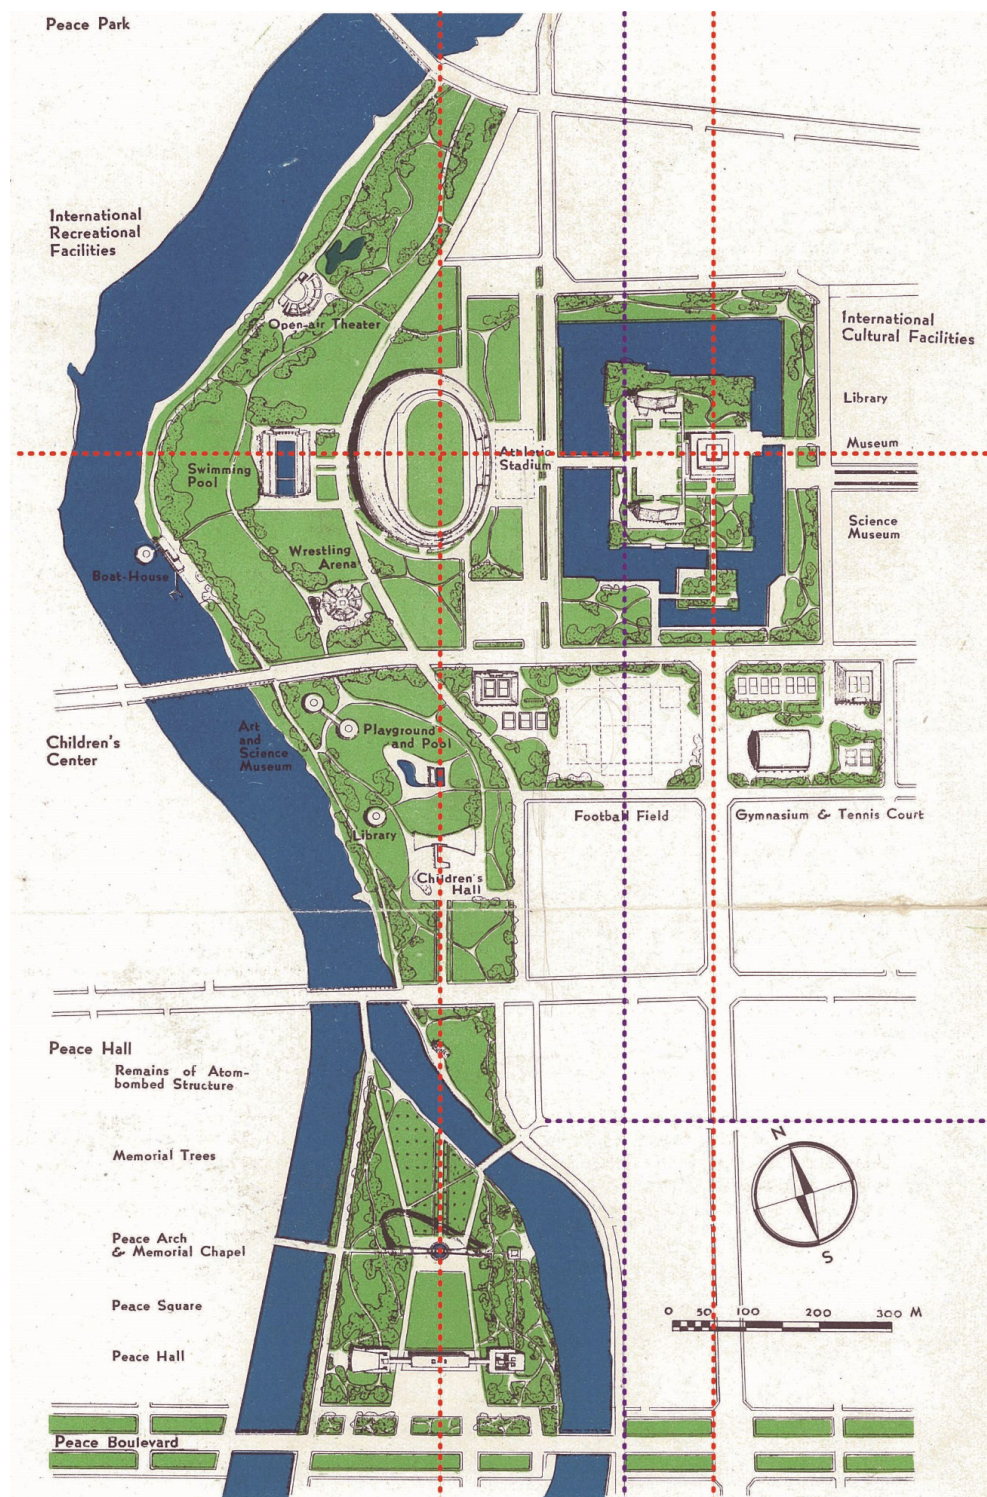 Peace Park
International
Recreational
Facilities
Open-air Theater
International
Cultural Facilities
Library
Museum
Athletic
Stadium
Swimming
Pool
Science
Museum
Wrestling
Arena
Boat-House
Children's
Center
Art
and
Science
Museum
Playground
and Pool
Library
Football Field
Gymnasium & Tennis Court
Children's
Hall
Peace Hall
Remains of Atom-
bombed Structure
Memorial Trees
N
S
Peace Arch
& Memorial Chapel
Peace Square
0 50 100 200 300 M
Peace Hall
Peace Boulevard